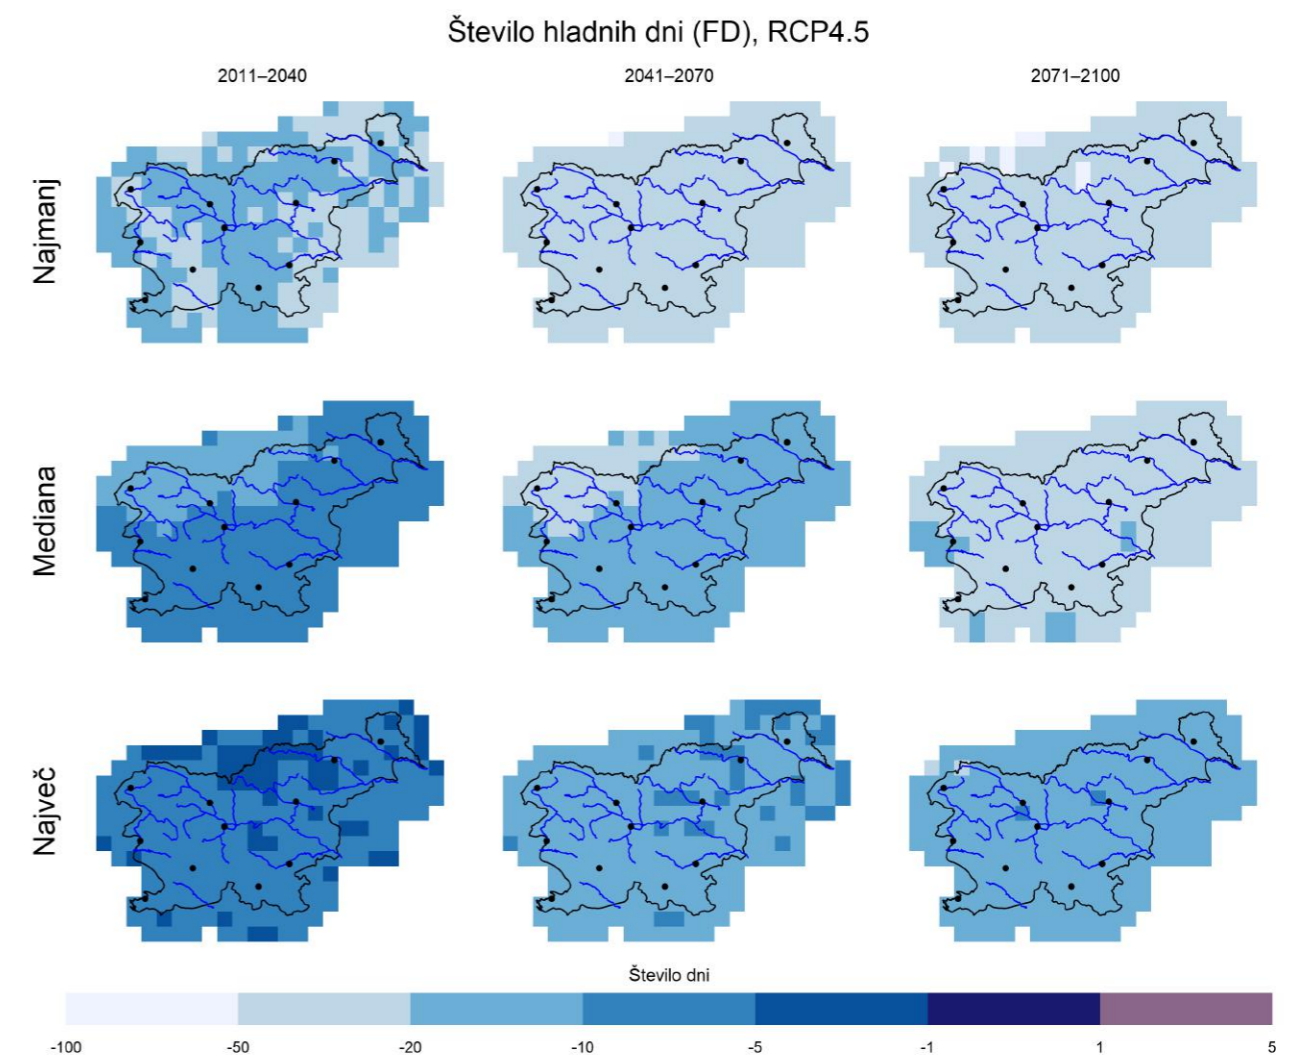 Število hladnih dni (FD), RCP4.5
2011–2040
2041–2070
2071–2100
Najmanj
Mediana
Največ
Število dni
-100
-50
-20
-10
-5
-1
1
5